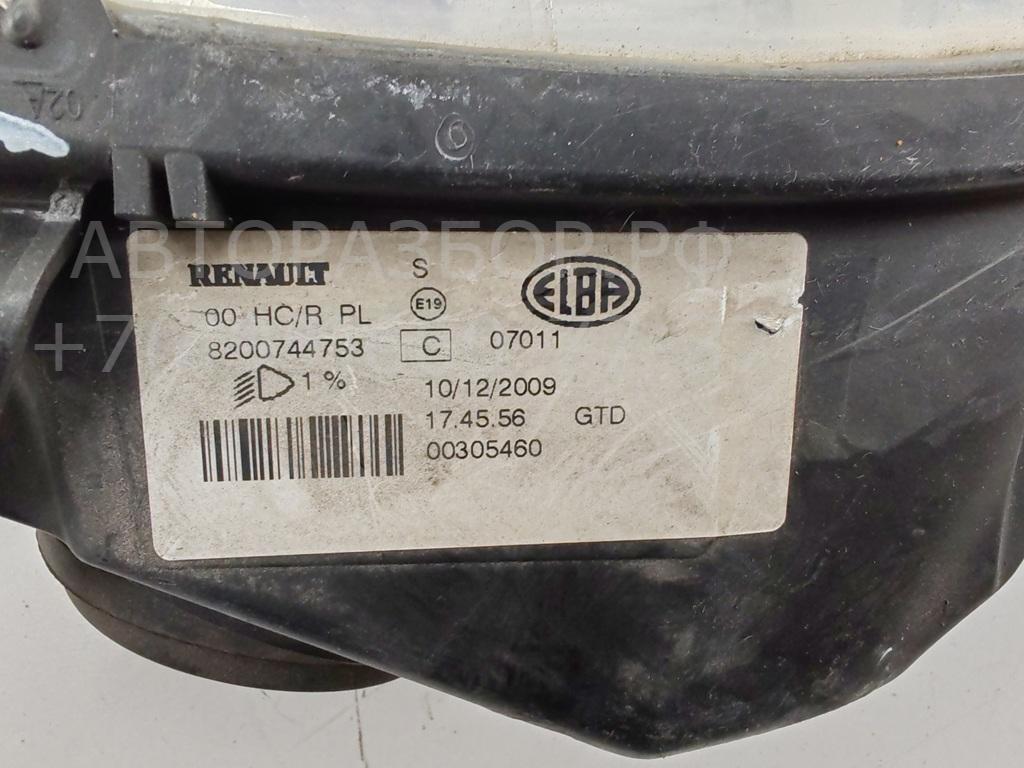 02A
АВТОРАЗБОР.РФ
RENAULT S ELBA
00 HC/R PL E19
8200744753 C 07011
1 % 10/12/2009
17.45.56 GTD
00305460